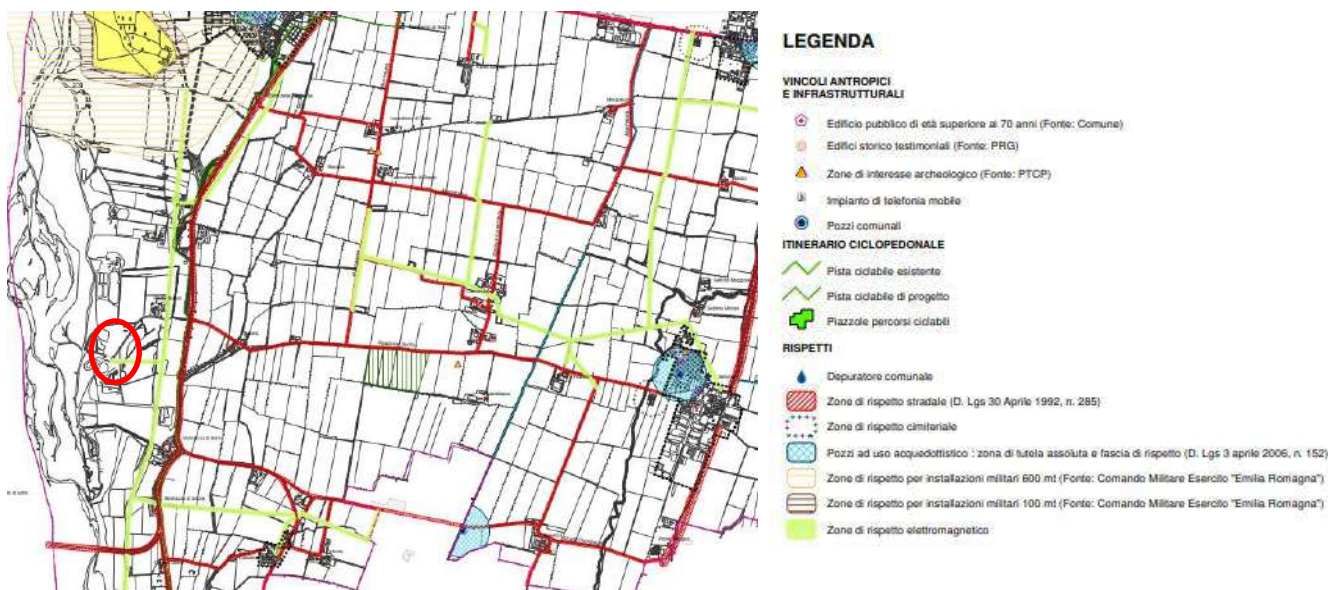 LEGENDA
VINCOLI ANTROPICI
E INFRASTRUTTURALI
Edificio pubblico di età superiore ai 70 anni (Fonte: Comune)
Edifici storico testimoniali (Fonte: PRG)
Zone di interesse archeologico (Fonte: PTCP)
Impianto di telefonia mobile
Pozzi comunali
ITINERARIO CICLOPEDONALE
Pista ciclabile esistente
Pista ciclabile di progetto
Piazzole percorsi ciclabili
RISPETTI
Depuratore comunale
Zone di rispetto stradale (D. Lgs 30 Aprile 1992, n. 285)
Zone di rispetto cimiteriale
Pozzi ad uso acquedottistico : zona di tutela assoluta e fascia di rispetto (D. Lgs 3 aprile 2006, n. 152)
Zona di rispetto per installazioni militari 600 mt (Fonte: Comando Militare Esercito "Emilia Romagna")
Zona di rispetto per installazioni militari 100 mt (Fonte: Comando Militare Esercito "Emilia Romagna")
Zone di rispetto elettromagnetico